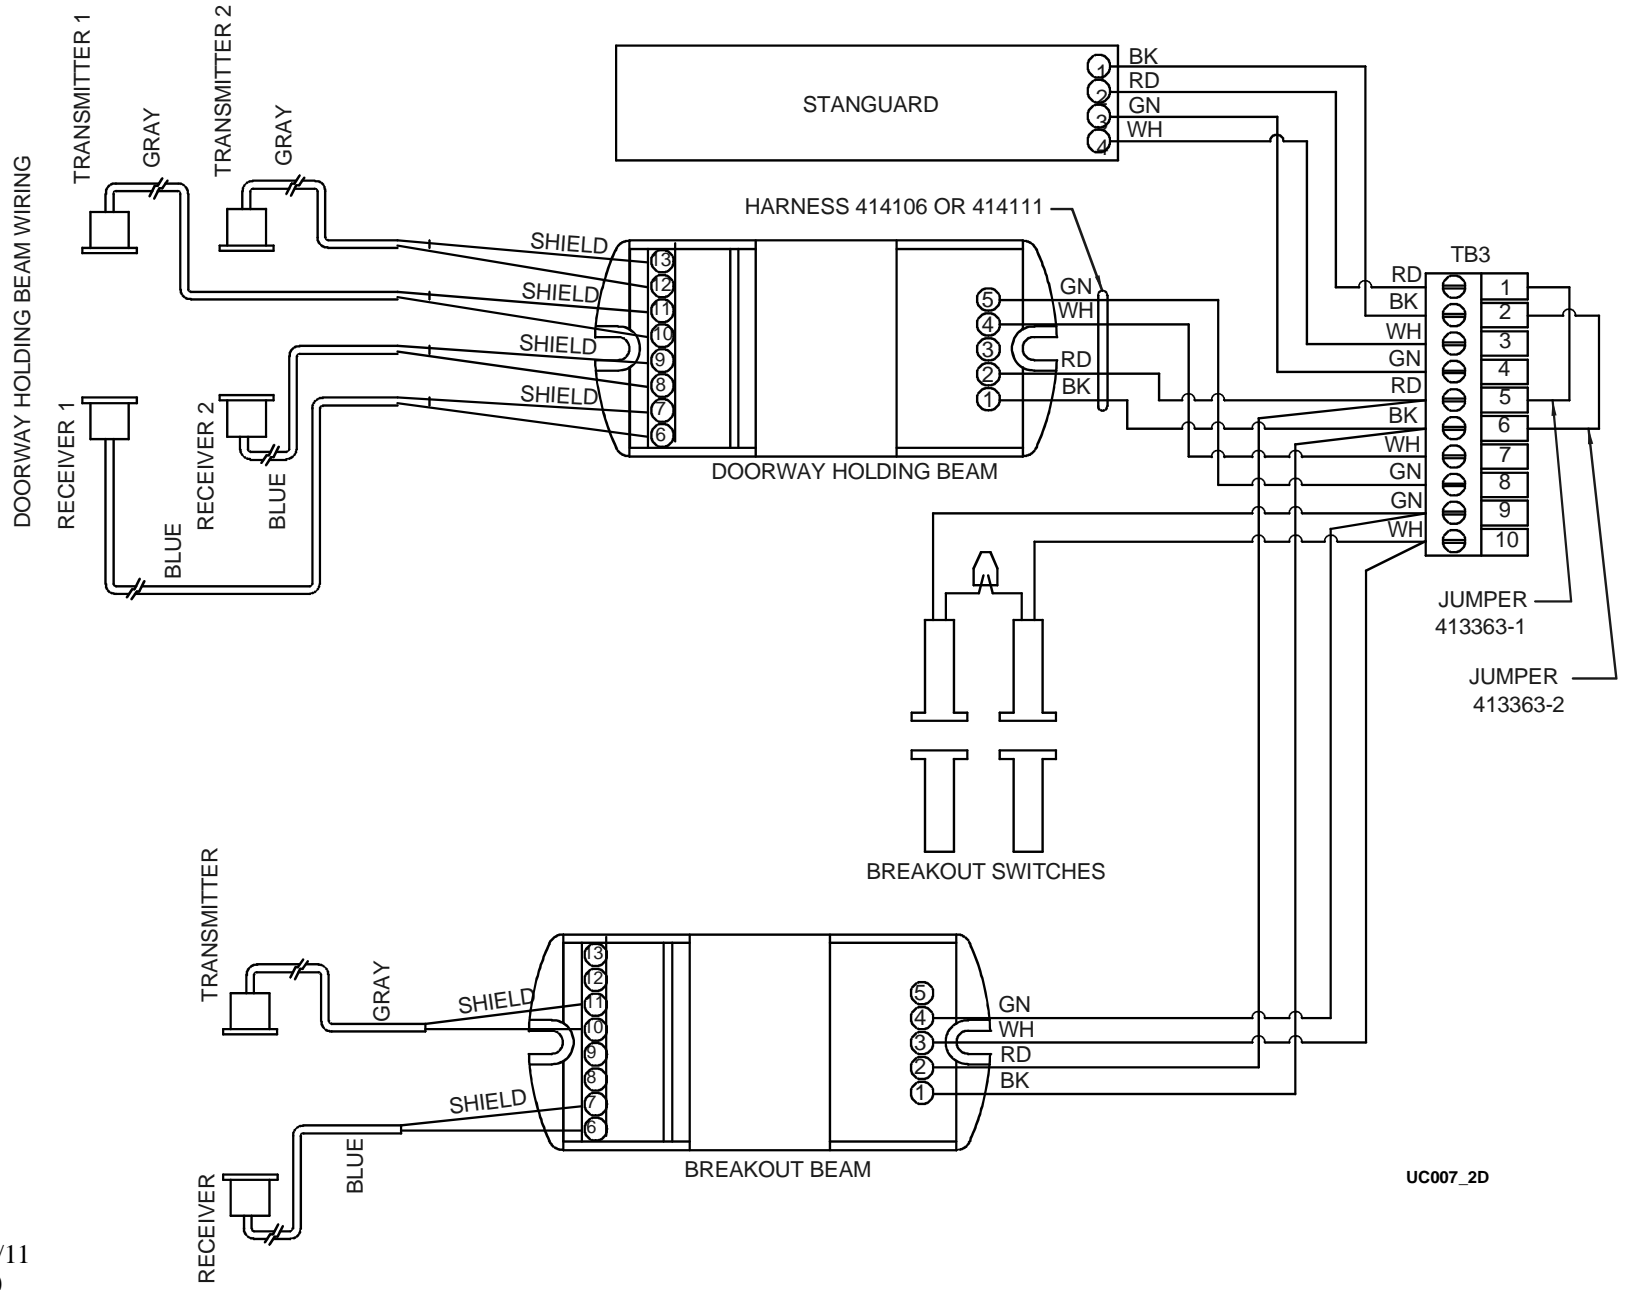 DOORWAY HOLDING BEAM WIRING
TRANSMITTER 1
GRAY
TRANSMITTER 2
GRAY
RECEIVER 1
BLUE
RECEIVER 2
BLUE
STANGUARD
1 BK
2 RD
3 GN
4 WH
HARNESS 414106 OR 414111
SHIELD
SHIELD
SHIELD
SHIELD
13
12
11
10
9
8
7
6
5 GN
4 WH
3
2 RD
1 BK
DOORWAY HOLDING BEAM
TB3
RD 1
BK 2
WH 3
GN 4
RD 5
BK 6
WH 7
GN 8
GN 9
WH 10
JUMPER
413363-1
JUMPER
413363-2
BREAKOUT SWITCHES
TRANSMITTER
GRAY
SHIELD
RECEIVER
BLUE
SHIELD
13
12
11
10
9
8
7
6
5
4 GN
3 WH
2 RD
1 BK
BREAKOUT BEAM
UC007_2D
/11